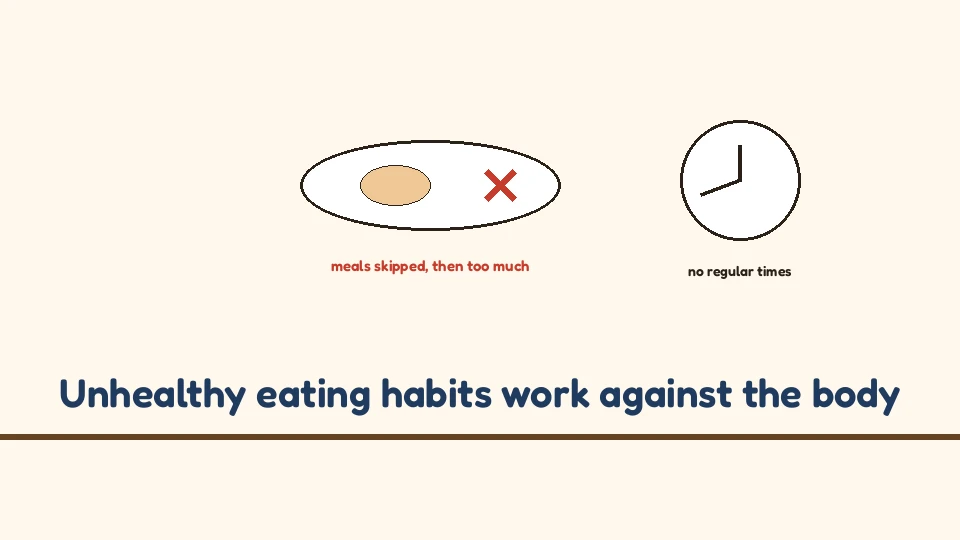 meals skipped, then too much
no regular times
Unhealthy eating habits work against the body